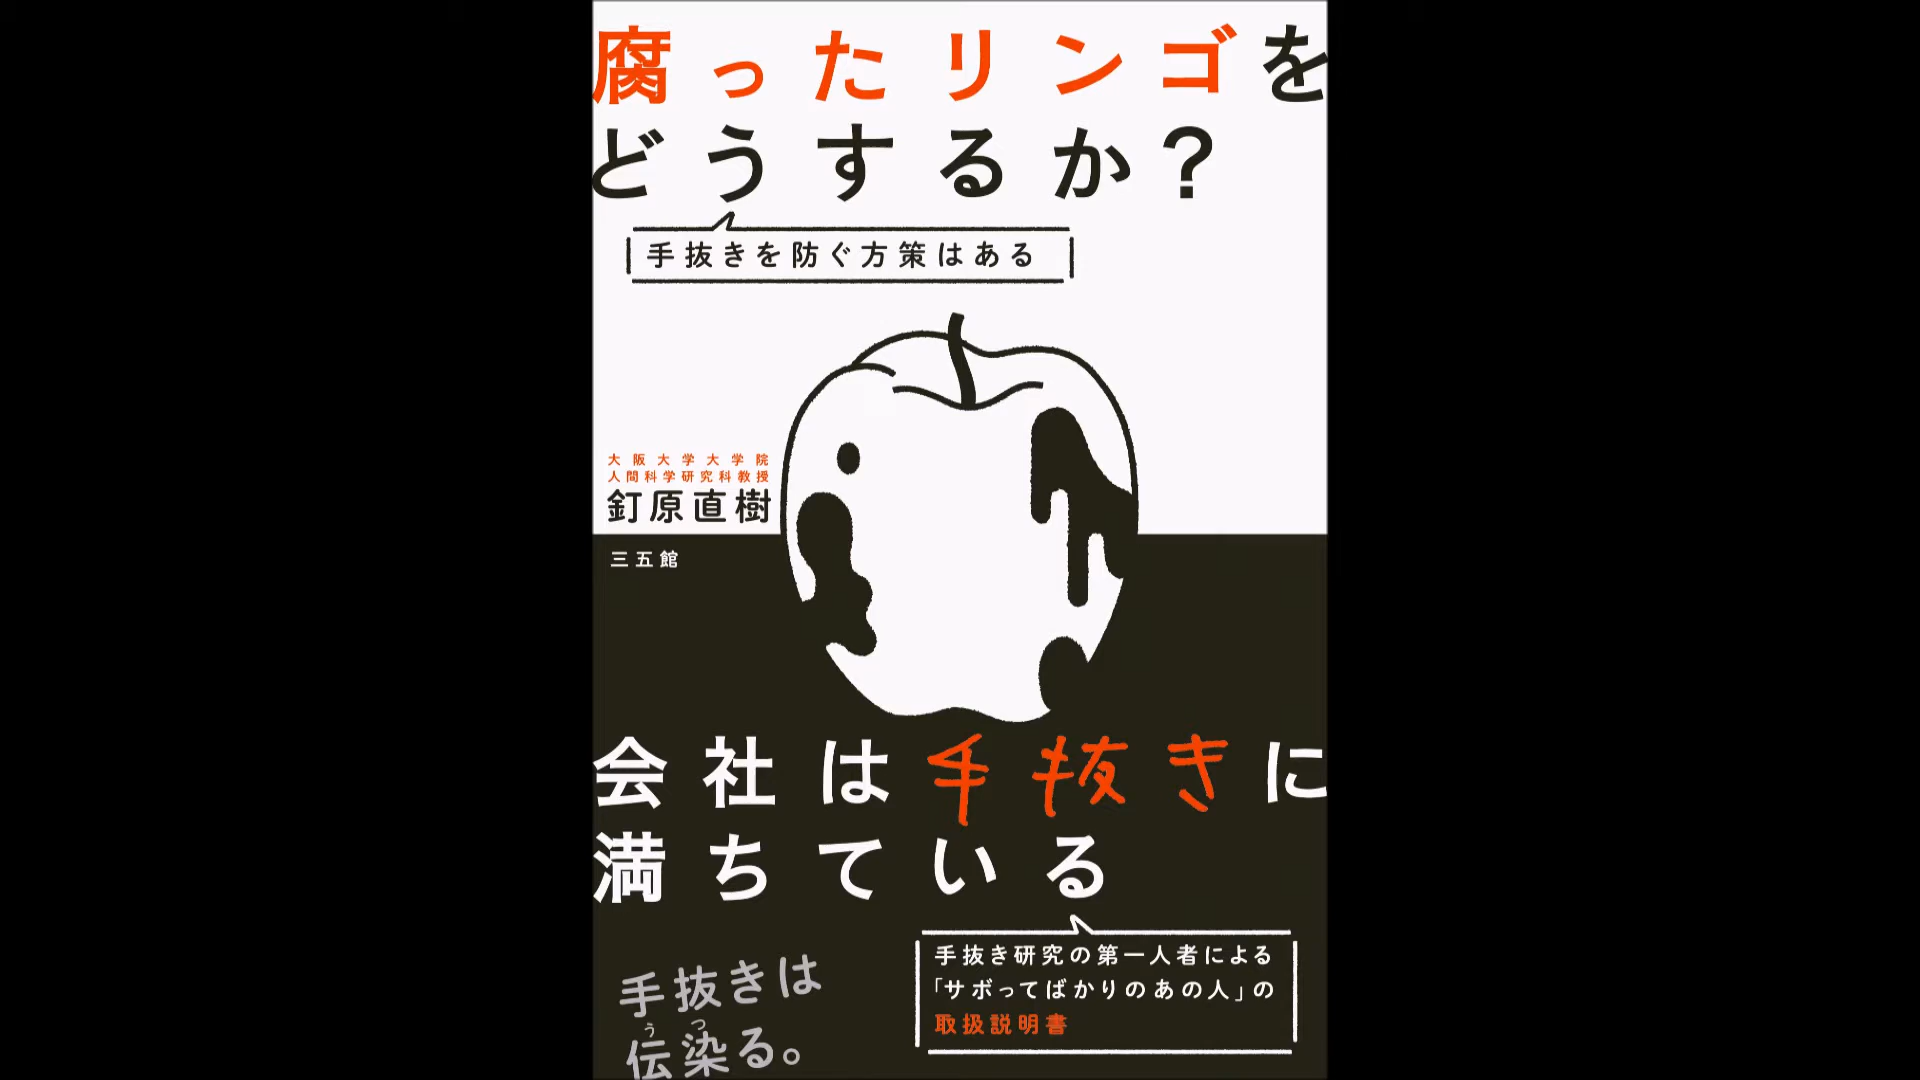 腐ったリンゴを
どうするか?
手抜きを防ぐ方策はある
大阪大学大学院
人間科学研究科教授
釘原直樹
三五館
会社は手抜きに
満ちている
手抜き研究の第一人者による
「サボってばかりのあの人」の
取扱説明書
手抜きは
うつ
伝染る。